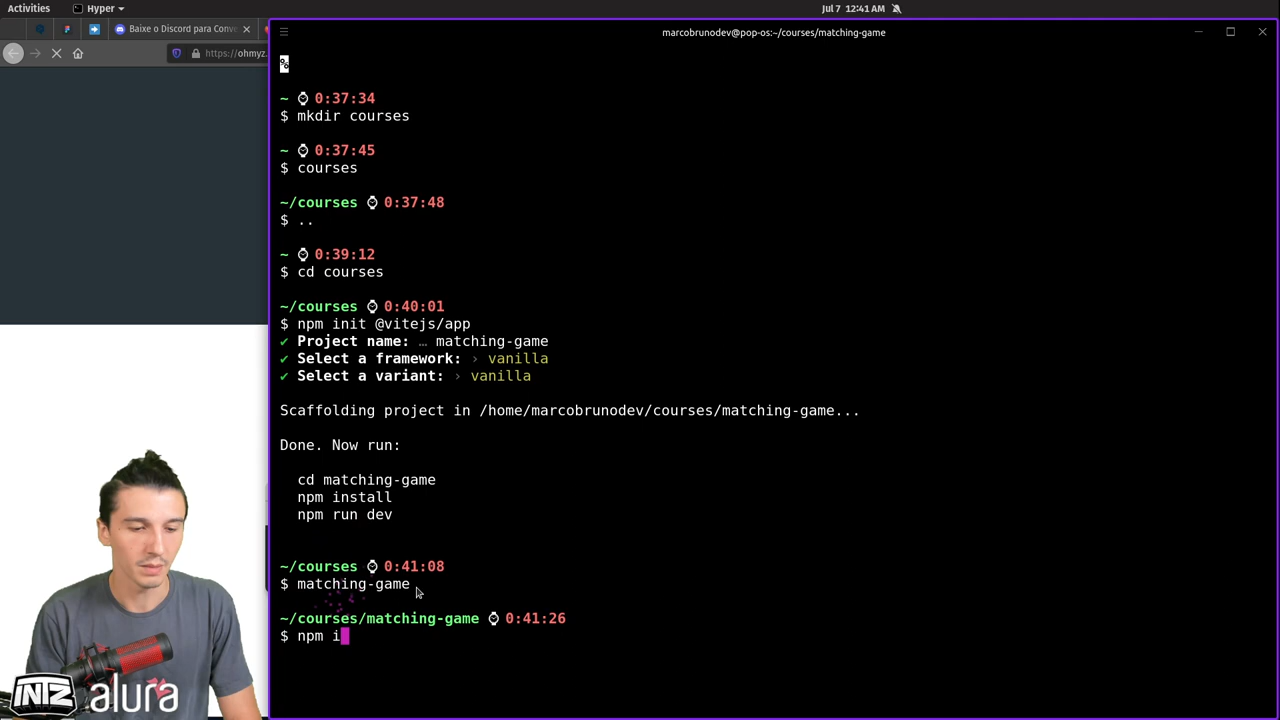 Activities
Hyper
Jul 7 12:41 AM
Baixe o Discord para Conve
https://ohmyz.
marcobrunodev@pop-os:~/courses/matching-game
%
~ 0:37:34
$ mkdir courses
~ 0:37:45
$ courses
~/courses 0:37:48
$ ..
~ 0:39:12
$ cd courses
~/courses 0:40:01
$ npm init @vitejs/app
✔ Project name: … matching-game
✔ Select a framework: › vanilla
✔ Select a variant: › vanilla
Scaffolding project in /home/marcobrunodev/courses/matching-game...
Done. Now run:
cd matching-game
npm install
npm run dev
~/courses 0:41:08
$ matching-game
~/courses/matching-game 0:41:26
$ npm i
INTZ alura